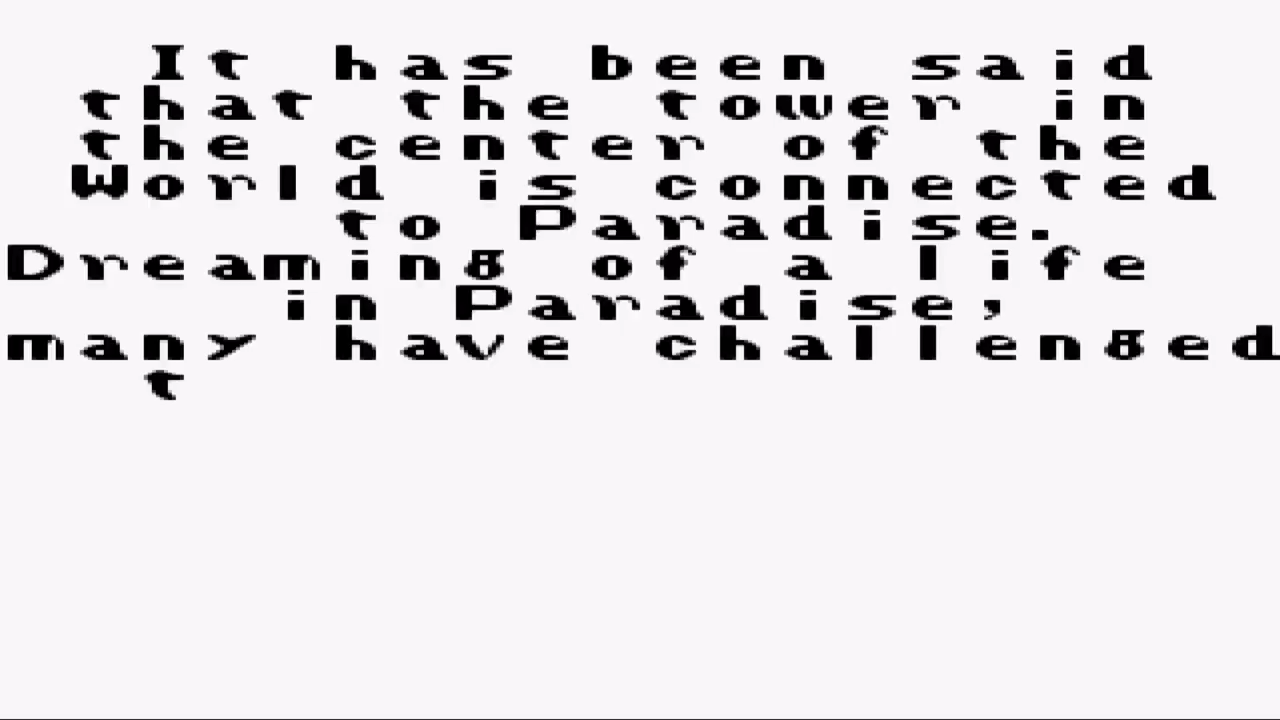 It has been said
that the tower in
the center of the
World is connected
to Paradise.
Dreaming of a life
in Paradise,
many have challenged
t